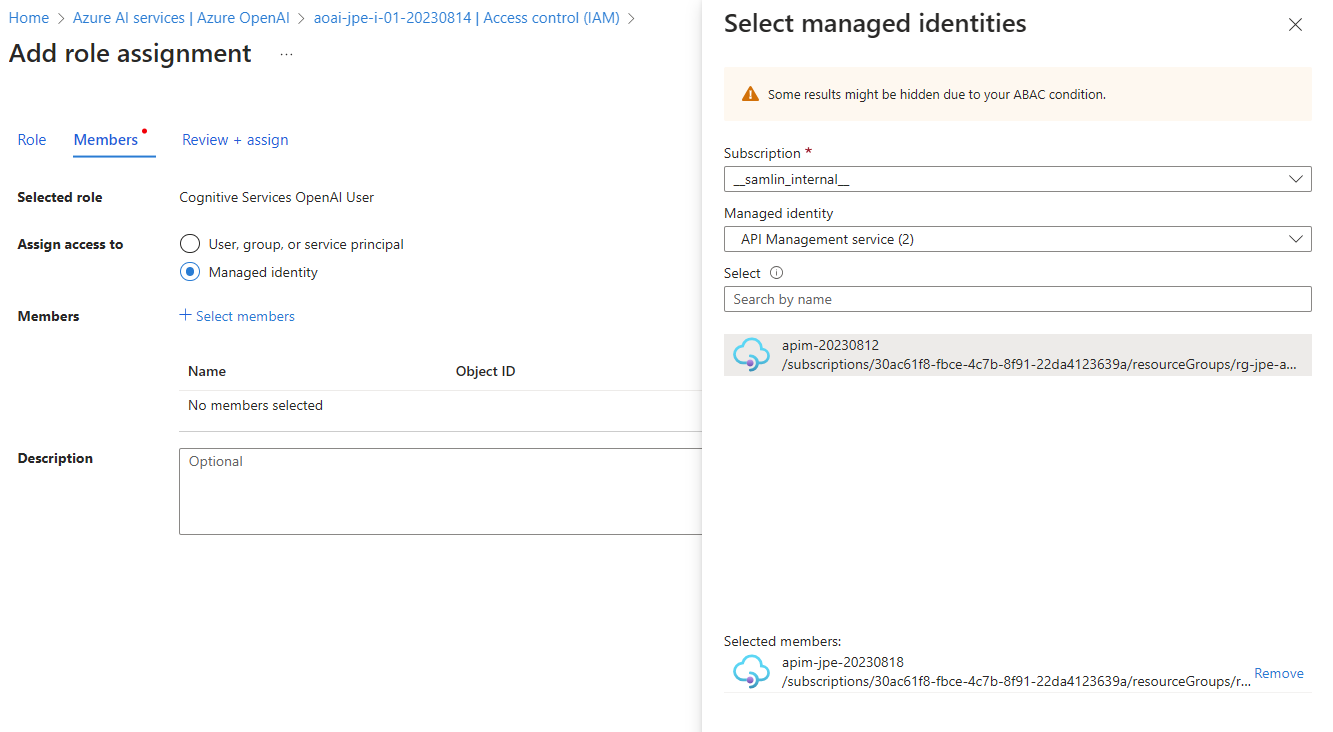 Home > Azure AI services | Azure OpenAI > aoai-jpe-i-01-20230814 | Access control (IAM) >
Add role assignment ...
Role Members Review + assign
Selected role Cognitive Services OpenAI User
Assign access to User, group, or service principal
Managed identity
Members + Select members
Name Object ID
No members selected
Description Optional
Select managed identities
Some results might be hidden due to your ABAC condition.
Subscription *
__samlin_internal__
Managed identity
API Management service (2)
Select
Search by name
apim-20230812
/subscriptions/30ac61f8-fbce-4c7b-8f91-22da4123639a/resourceGroups/rg-jpe-a...
Selected members:
apim-jpe-20230818
/subscriptions/30ac61f8-fbce-4c7b-8f91-22da4123639a/resourceGroups/r...
Remove